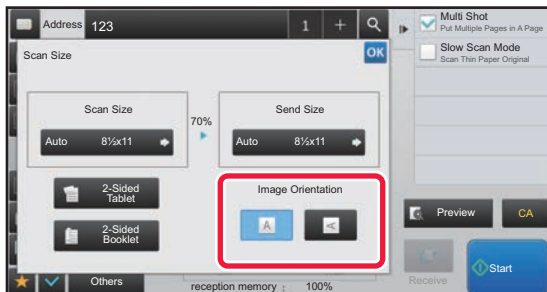 Address 123 1 +
Multi Shot
Put Multiple Pages in A Page
Scan Size OK
Slow Scan Mode
Scan Thin Paper Original
Scan Size 70% Send Size
Auto 8½x11 Auto 8½x11
2-Sided
Tablet
Image Orientation
A A
2-Sided
Booklet
Preview CA
Others
reception memory : 100%
Receive
Start